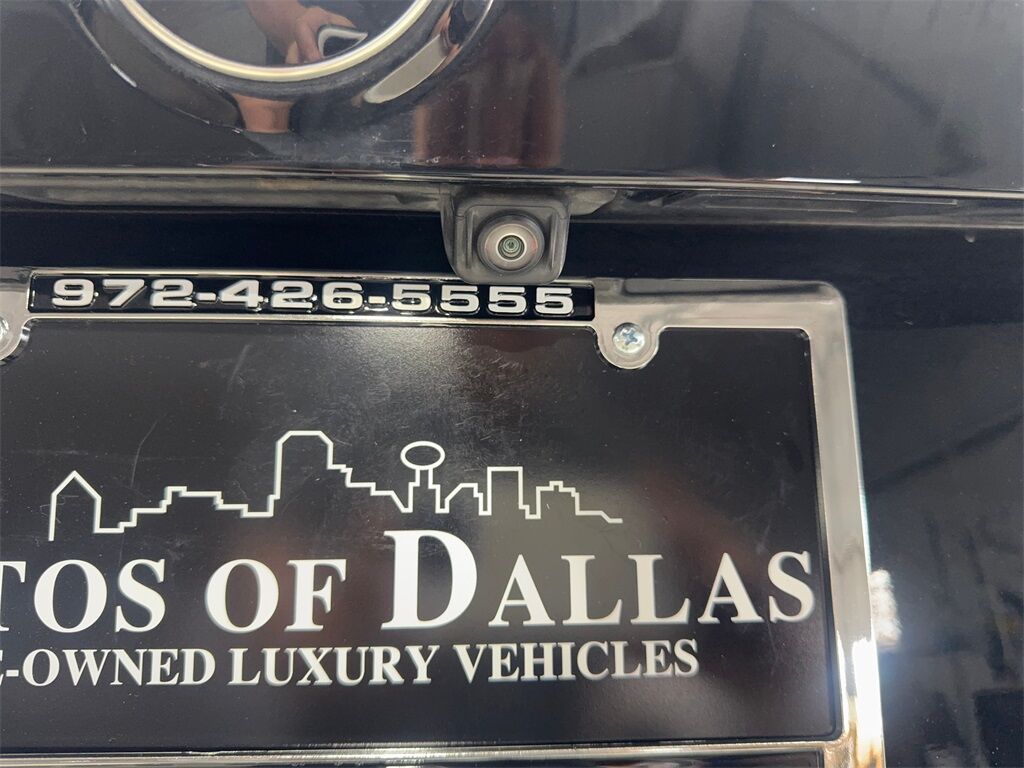 972-426-5555
TOS OF DALLAS
E-OWNED LUXURY VEHICLES